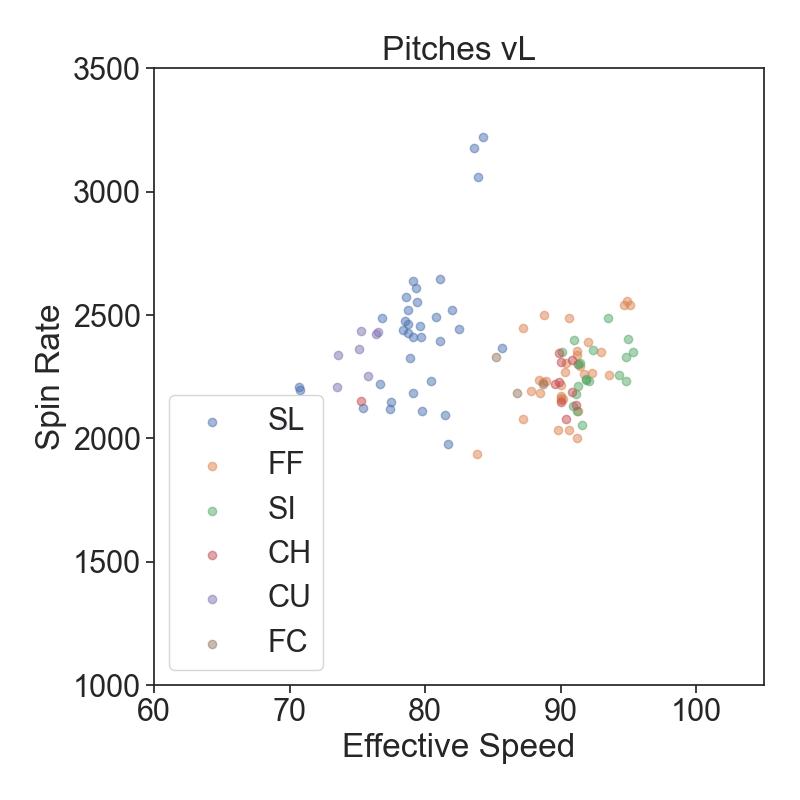 Pitches vL
3500
3000
2500
2000
1500
1000
Spin Rate
SL
FF
SI
CH
CU
FC
60 70 80 90 100
Effective Speed